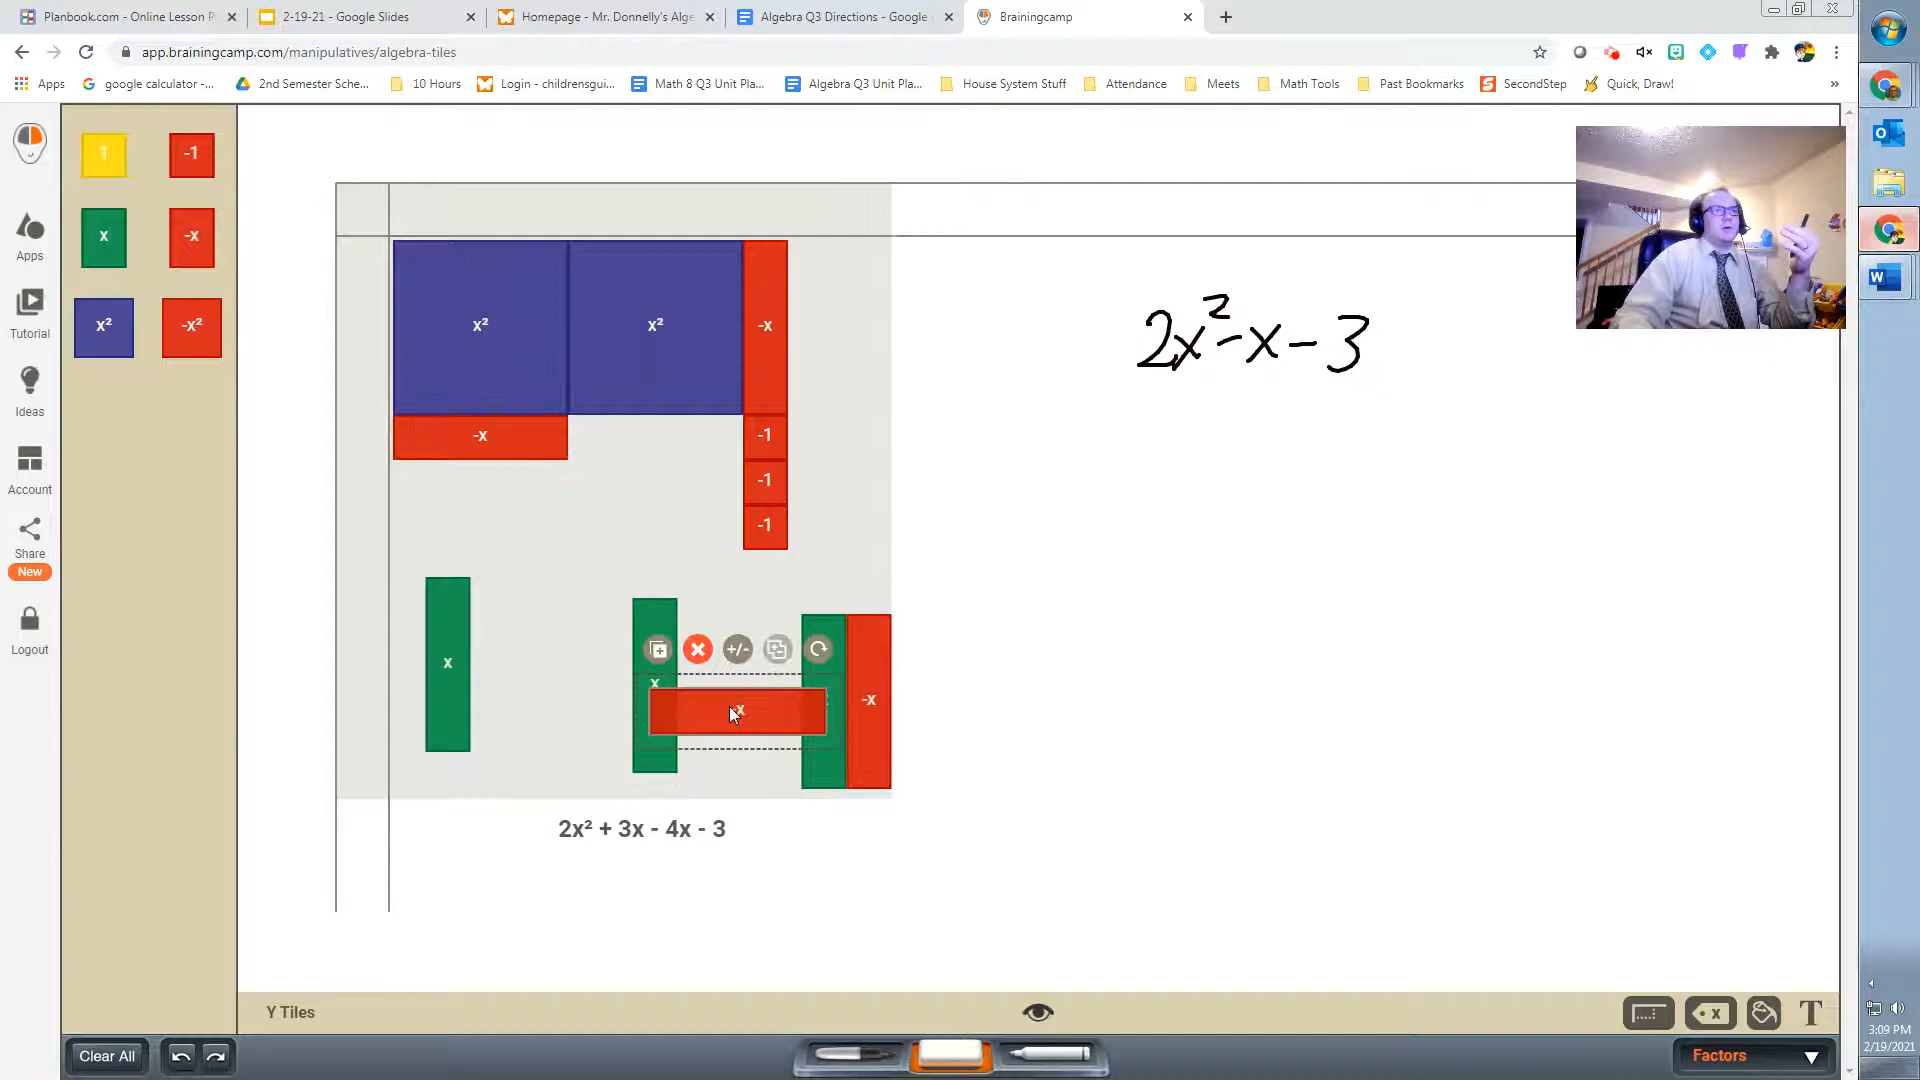 Planbook.com - Online Lesson P
2-19-21 - Google Slides
Homepage - Mr. Donnelly's Alge
Algebra Q3 Directions - Google
Brainingcamp
app.brainingcamp.com/manipulatives/algebra-tiles
Apps
google calculator -...
2nd Semester Sche...
10 Hours
Login - childrensgui...
Math 8 Q3 Unit Pla...
Algebra Q3 Unit Pla...
House System Stuff
Attendance
Meets
Math Tools
Past Bookmarks
SecondStep
Quick, Draw!
»
Apps
Tutorial
Ideas
Account
Share
New
Logout
1
-1
x
-x
x²
-x²
x²
x²
-x
-x
-1
-1
-1
x
x
-x
-x
2x² + 3x - 4x - 3
2x²-x-3
Y Tiles
x
T
Clear All
Factors
3:09 PM
2/19/2021